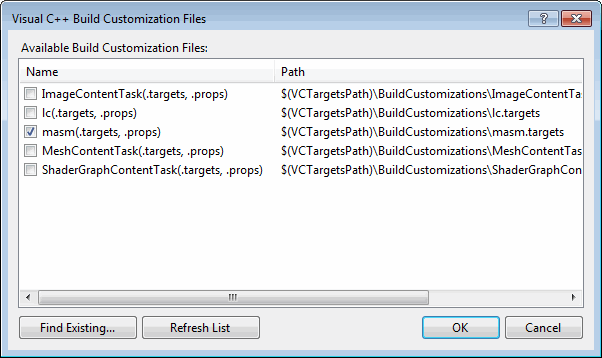 Visual C++ Build Customization Files
Available Build Customization Files:
Name Path
ImageContentTask(.targets, .props) $(VCTargetsPath)\BuildCustomizations\ImageContentTa
lc(.targets, .props) $(VCTargetsPath)\BuildCustomizations\lc.targets
masm(.targets, .props) $(VCTargetsPath)\BuildCustomizations\masm.targets
MeshContentTask(.targets, .props) $(VCTargetsPath)\BuildCustomizations\MeshContentTas
ShaderGraphContentTask(.targets, .props) $(VCTargetsPath)\BuildCustomizations\ShaderGraphCon
Find Existing... Refresh List OK Cancel